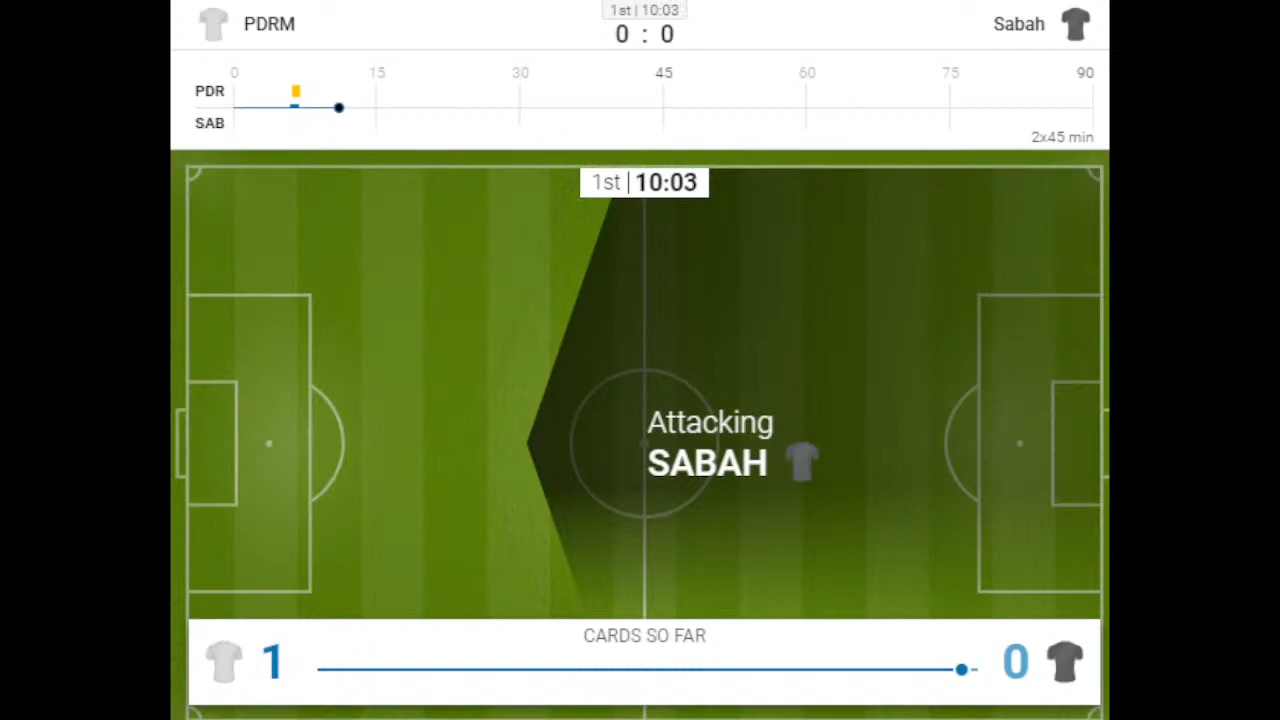 PDRM
1st | 10:03
0 : 0
Sabah
0 15 30 45 60 75 90
PDR
SAB
2x45 min
1st | 10:03
Attacking
SABAH
CARDS SO FAR
1 0